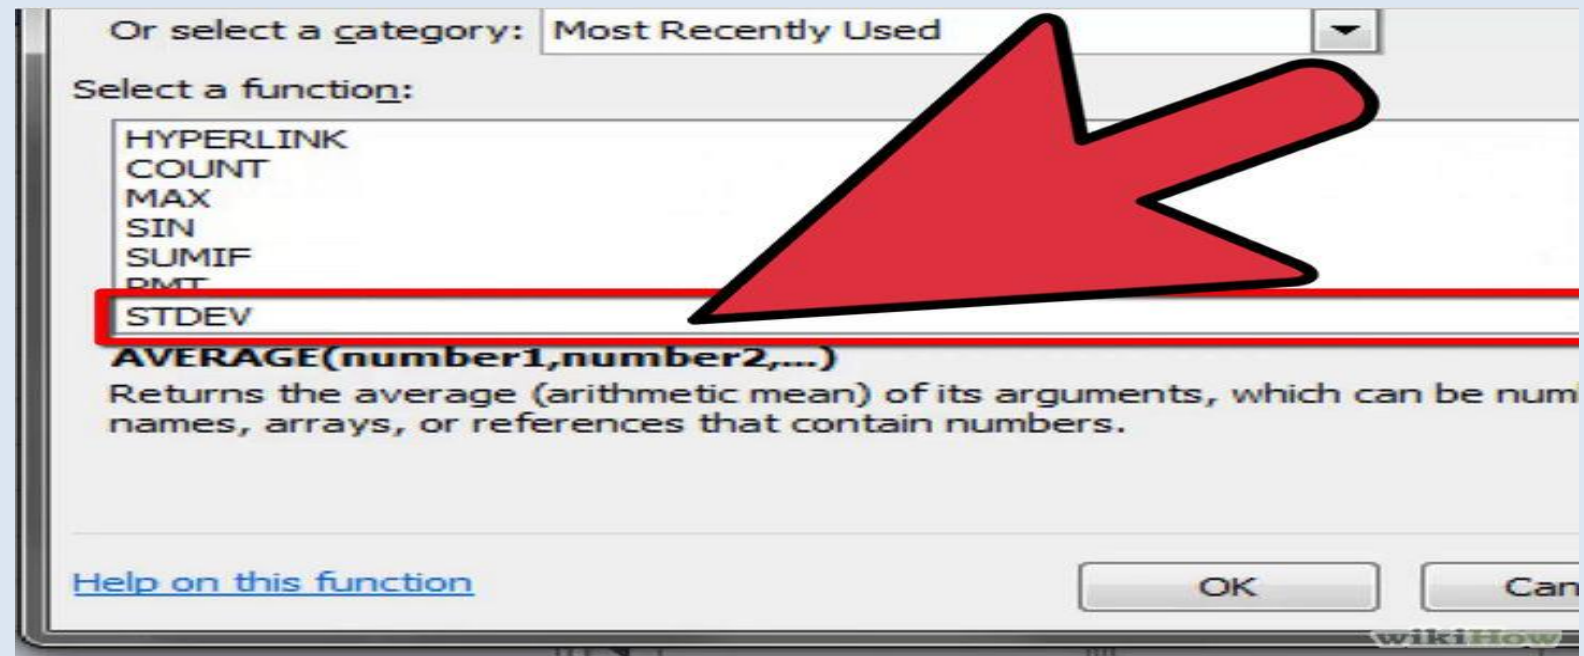 Or select a category: Most Recently Used
Select a function:
HYPERLINK
COUNT
MAX
SIN
SUMIF
PMT
STDEV
AVERAGE(number1,number2,...)
Returns the average (arithmetic mean) of its arguments, which can be num
names, arrays, or references that contain numbers.
Help on this function
OK Can
wikiHow